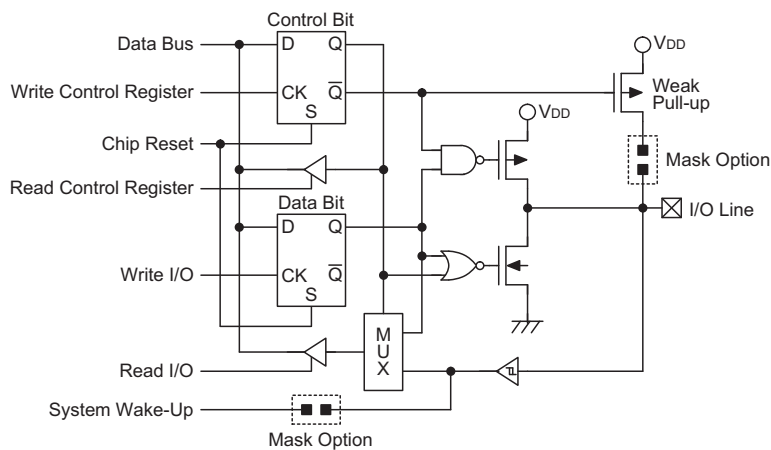 Control Bit
Data Bus
D
Q
VDD
Write Control Register
CK
Q
Weak
Pull-up
S
VDD
Chip Reset
Mask Option
Read Control Register
Data Bit
I/O Line
D
Q
Write I/O
CK
Q
S
M
U
X
Read I/O
System Wake-Up
Mask Option